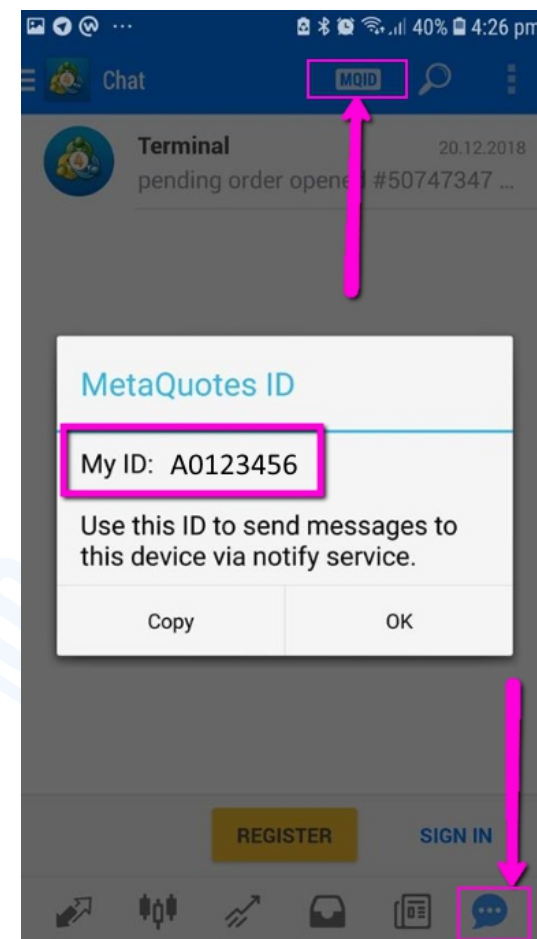 40% 4:26 pm
Chat
MQID
Terminal
20.12.2018
pending order opened #50747347 ...
MetaQuotes ID
My ID: A0123456
Use this ID to send messages to
this device via notify service.
Copy
OK
REGISTER
SIGN IN